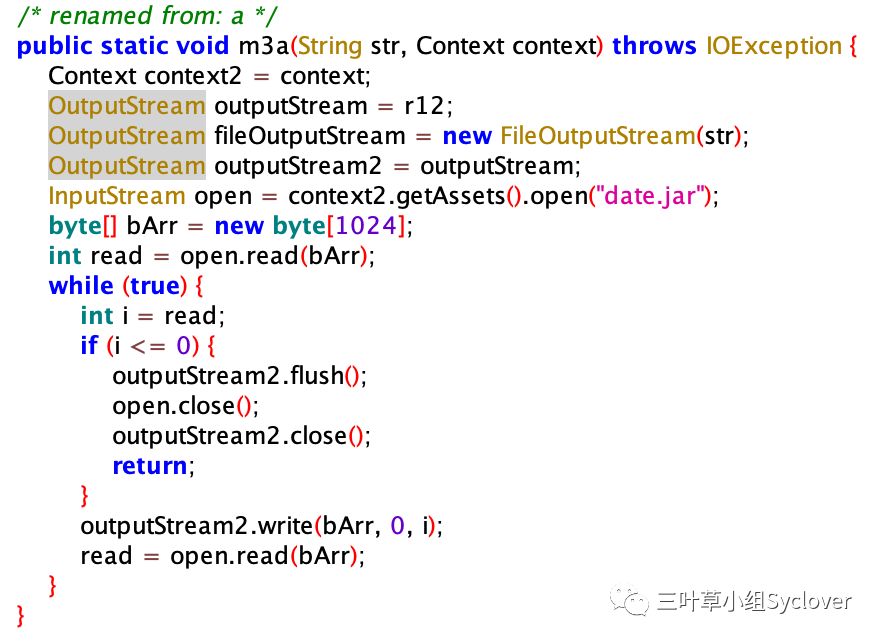 /* renamed from: a */
public static void m3a(String str, Context context) throws IOException {
    Context context2 = context;
    OutputStream outputStream = r12;
    OutputStream fileOutputStream = new FileOutputStream(str);
    OutputStream outputStream2 = outputStream;
    InputStream open = context2.getAssets().open("date.jar");
    byte[] bArr = new byte[1024];
    int read = open.read(bArr);
    while (true) {
        int i = read;
        if (i <= 0) {
            outputStream2.flush();
            open.close();
            outputStream2.close();
            return;
        }
        outputStream2.write(bArr, 0, i);
        read = open.read(bArr);
    }
}
三叶草小组Syclover